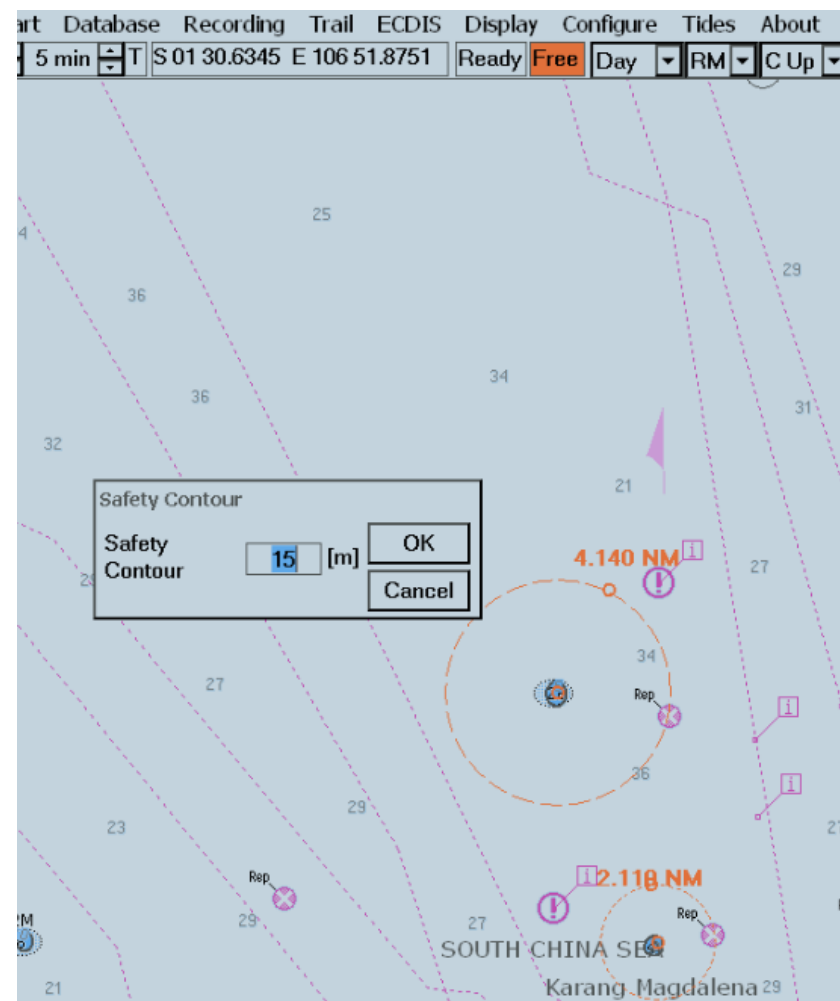 art Database Recording Trail ECDIS Display Configure Tides About
5 min T S 01 30.6345 E 106 51.8751 Ready Free Day RM C Up
25
4
29
36
34
36
31
32
21
Safety Contour
Safety Contour 15 [m] OK
Cancel
4.140 NM i
27
34
27
Rep
i
36
i
29
23
27
Rep
i 2.110 NM
29
2M
27
Rep
SOUTH CHINA SEA
21
Karang Magdalena 29